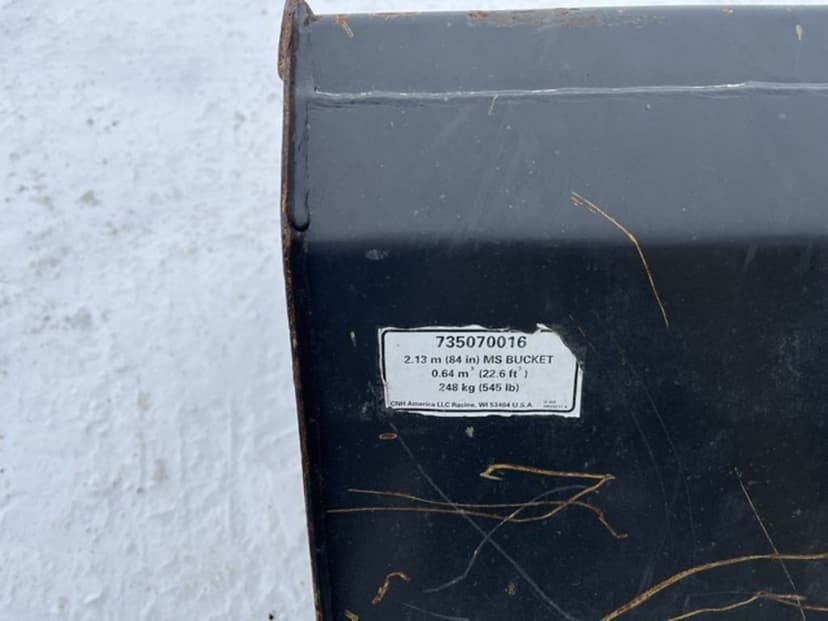 735070016
2.13 m (84 in) MS BUCKET
0.64 m³ (22.6 ft³)
248 kg (545 lb)
CNH America LLC Racine, WI 53404 U.S.A